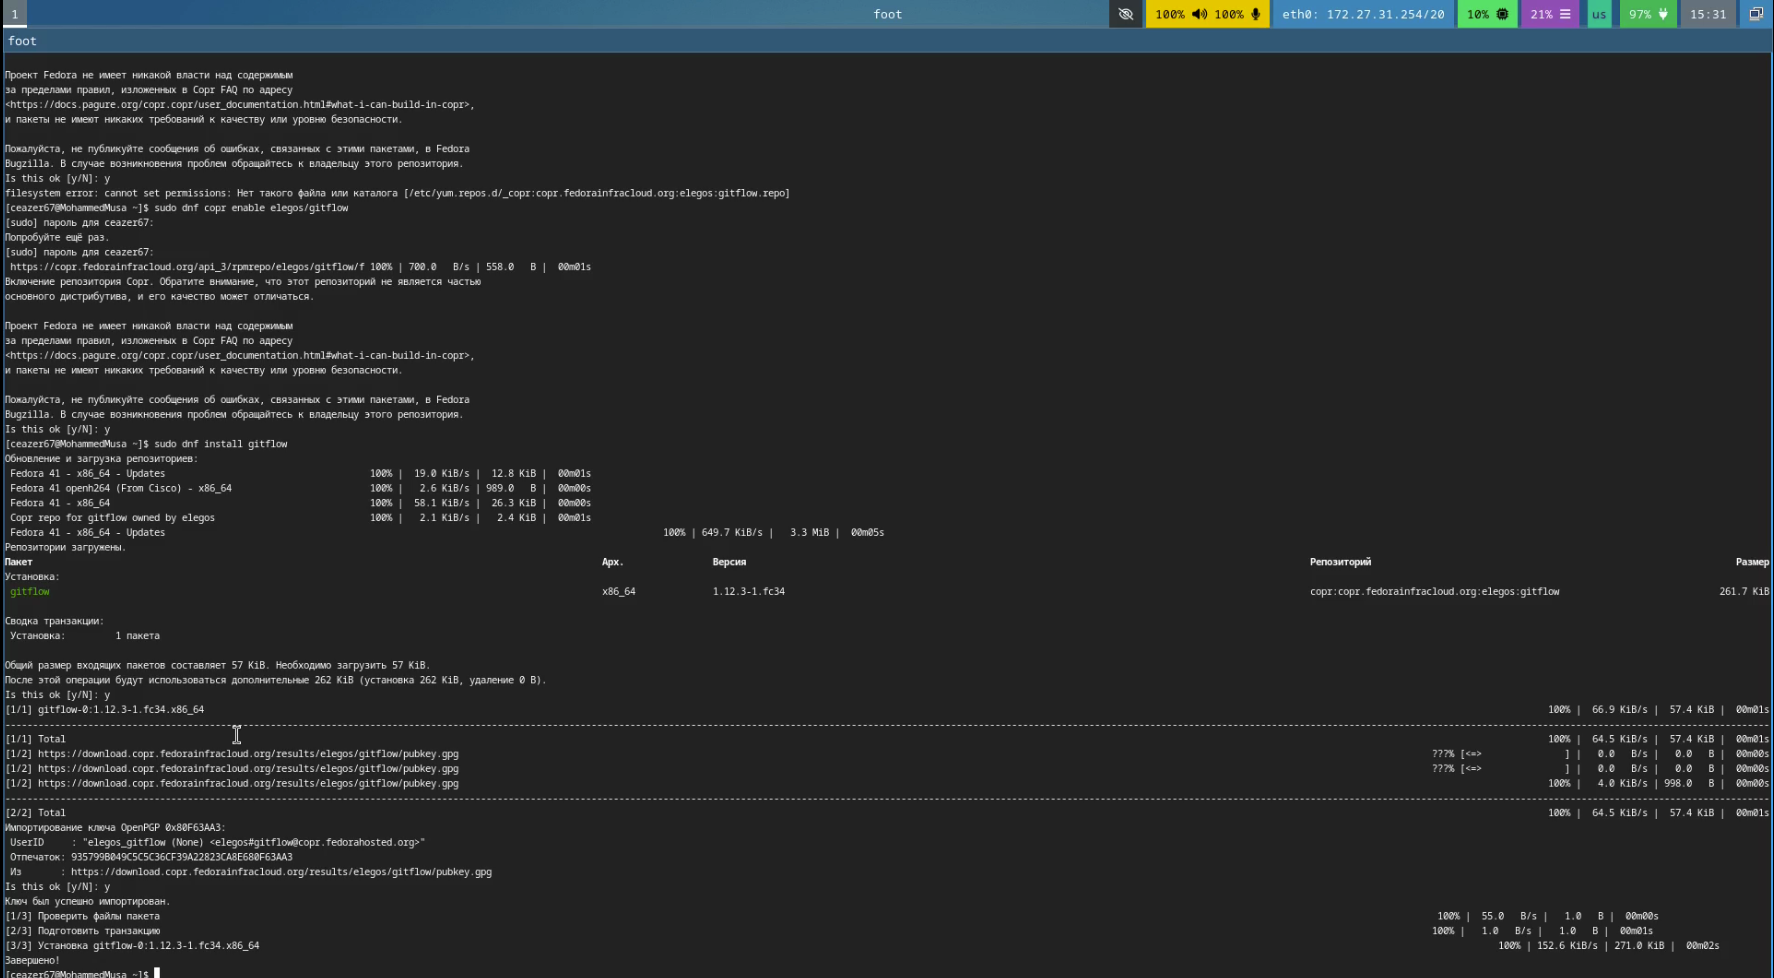 1
foot
100% 100%
eth0: 172.27.31.254/20
10%
21%
us
97%
15:31
foot
Проект Fedora не имеет никакой власти над содержимым
за пределами правил, изложенных в Copr FAQ по адресу
<https://docs.pagure.org/copr.copr/user_documentation.html#what-i-can-build-in-copr>,
и пакеты не имеют никаких требований к качеству или уровню безопасности.
Пожалуйста, не публикуйте сообщения об ошибках, связанных с этими пакетами, в Fedora
Bugzilla. В случае возникновения проблем обращайтесь к владельцу этого репозитория.
Is this ok [y/N]: y
filesystem error: cannot set permissions: Нет такого файла или каталога [/etc/yum.repos.d/_copr:copr.fedorainfracloud.org:elegos:gitflow.repo]
[ceazer67@MohammedMusa ~]$ sudo dnf copr enable elegos/gitflow
[sudo] пароль для ceazer67:
Попробуйте ещё раз.
[sudo] пароль для ceazer67:
https://copr.fedorainfracloud.org/api_3/rpmrepo/elegos/gitflow/f 100% | 700.0 B/s | 558.0 B | 00m01s
Включение репозитория Copr. Обратите внимание, что этот репозиторий не является частью
основного дистрибутива, и его качество может отличаться.
Проект Fedora не имеет никакой власти над содержимым
за пределами правил, изложенных в Copr FAQ по адресу
<https://docs.pagure.org/copr.copr/user_documentation.html#what-i-can-build-in-copr>,
и пакеты не имеют никаких требований к качеству или уровню безопасности.
Пожалуйста, не публикуйте сообщения об ошибках, связанных с этими пакетами, в Fedora
Bugzilla. В случае возникновения проблем обращайтесь к владельцу этого репозитория.
Is this ok [y/N]: y
[ceazer67@MohammedMusa ~]$ sudo dnf install gitflow
Обновление и загрузка репозиториев:
Fedora 41 - x86_64 - Updates 100% | 19.0 KiB/s | 12.8 KiB | 00m01s
Fedora 41 openh264 (From Cisco) - x86_64 100% | 2.6 KiB/s | 989.0 B | 00m00s
Fedora 41 - x86_64 100% | 58.1 KiB/s | 26.3 KiB | 00m00s
Copr repo for gitflow owned by elegos 100% | 2.1 KiB/s | 2.4 KiB | 00m01s
Fedora 41 - x86_64 - Updates 100% | 649.7 KiB/s | 3.3 MiB | 00m05s
Репозитории загружены.
Пакет Арх. Версия Репозиторий Размер
Установка:
gitflow x86_64 1.12.3-1.fc34 copr:copr.fedorainfracloud.org:elegos:gitflow 261.7 KiB
Сводка транзакции:
Установка: 1 пакета
Общий размер входящих пакетов составляет 57 KiB. Необходимо загрузить 57 KiB.
После этой операции будут использоваться дополнительные 262 KiB (установка 262 KiB, удаление 0 B).
Is this ok [y/N]: y
[1/1] gitflow-0:1.12.3-1.fc34.x86_64 100% | 66.9 KiB/s | 57.4 KiB | 00m01s
[1/1] Total 100% | 64.5 KiB/s | 57.4 KiB | 00m01s
[1/2] https://download.copr.fedorainfracloud.org/results/elegos/gitflow/pubkey.gpg ???% [<=> ] | 0.0 B/s | 0.0 B | 00m00s
[1/2] https://download.copr.fedorainfracloud.org/results/elegos/gitflow/pubkey.gpg ???% [<=> ] | 0.0 B/s | 0.0 B | 00m00s
[1/2] https://download.copr.fedorainfracloud.org/results/elegos/gitflow/pubkey.gpg 100% | 4.0 KiB/s | 998.0 B | 00m00s
[2/2] Total 100% | 64.5 KiB/s | 57.4 KiB | 00m01s
Импортирование ключа OpenPGP 0x80F63AA3:
UserID : "elegos_gitflow (None) <elegos#gitflow@copr.fedorahosted.org>"
Отпечаток: 935799B049C5C5C36CF39A22823CA8E680F63AA3
Из : https://download.copr.fedorainfracloud.org/results/elegos/gitflow/pubkey.gpg
Is this ok [y/N]: y
Ключ был успешно импортирован.
[1/3] Проверить файлы пакета 100% | 55.0 B/s | 1.0 B | 00m00s
[2/3] Подготовить транзакцию 100% | 1.0 B/s | 1.0 B | 00m01s
[3/3] Установка gitflow-0:1.12.3-1.fc34.x86_64 100% | 152.6 KiB/s | 271.0 KiB | 00m02s
Завершено!
[ceazer67@MohammedMusa ~]$